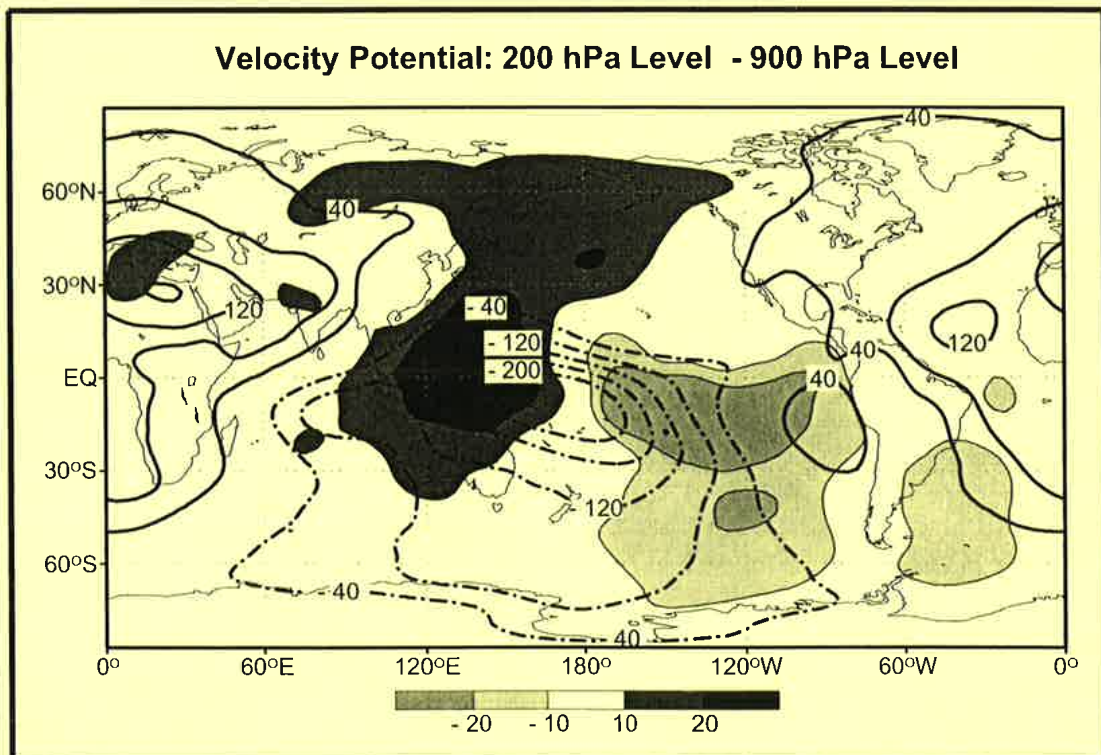 Velocity Potential: 200 hPa Level - 900 hPa Level
40
60°N
40
- 40
30°N
120
- 120
120
- 200
40
EQ
40
30°S
120
60°S
- 40
40
0° 60°E 120°E 180° 120°W 60°W 0°
- 20 - 10 10 20